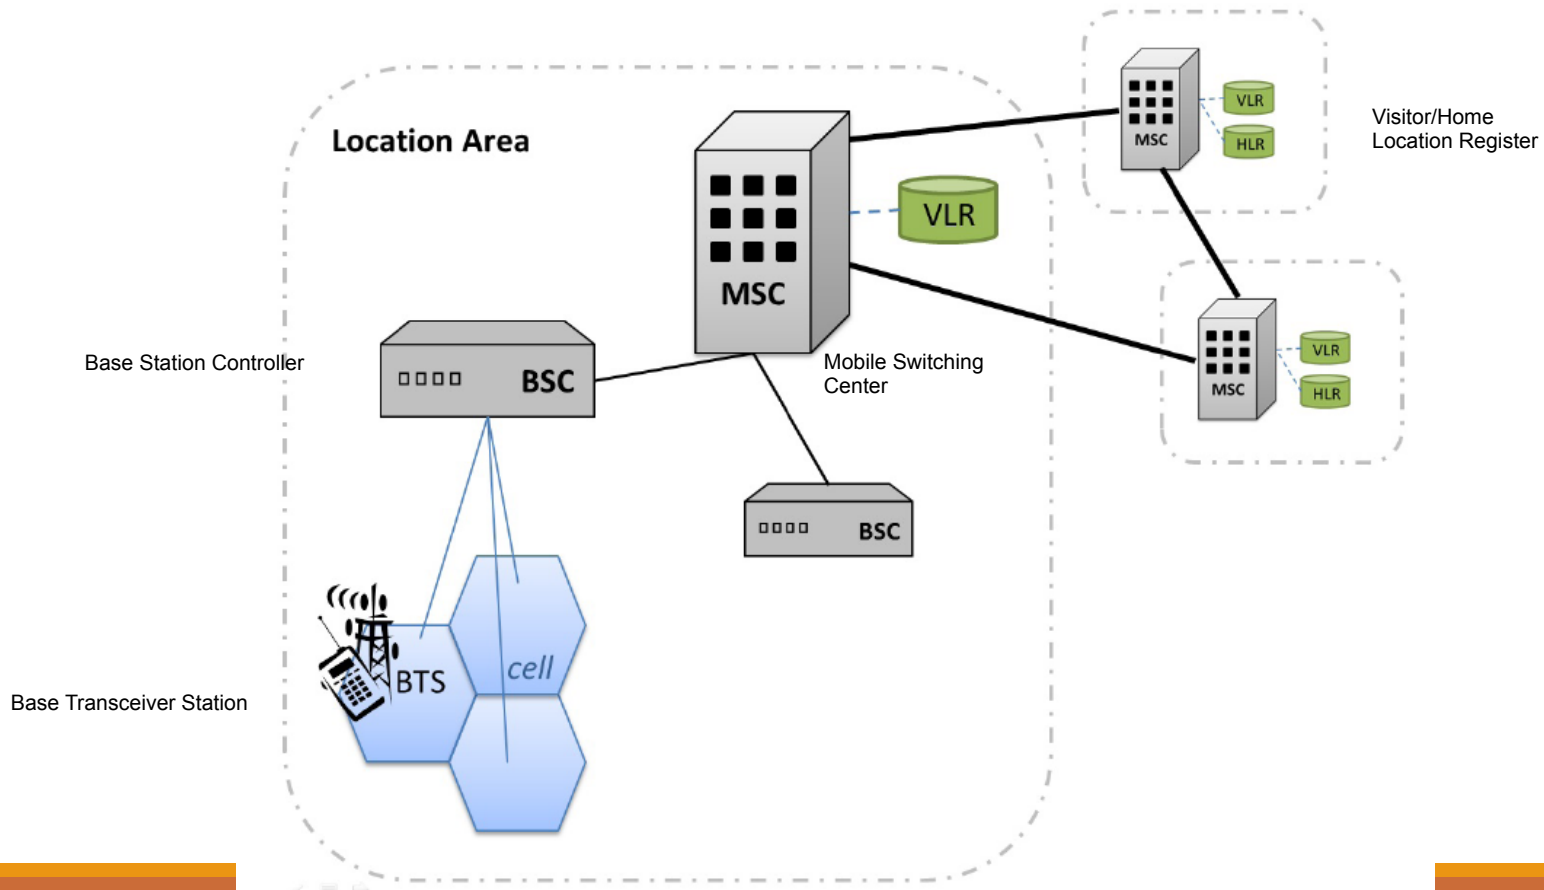 Location Area
MSC
VLR
MSC
VLR
HLR
Visitor/Home
Location Register
Base Station Controller
BSC
Mobile Switching
Center
MSC
VLR
HLR
BSC
cell
BTS
Base Transceiver Station